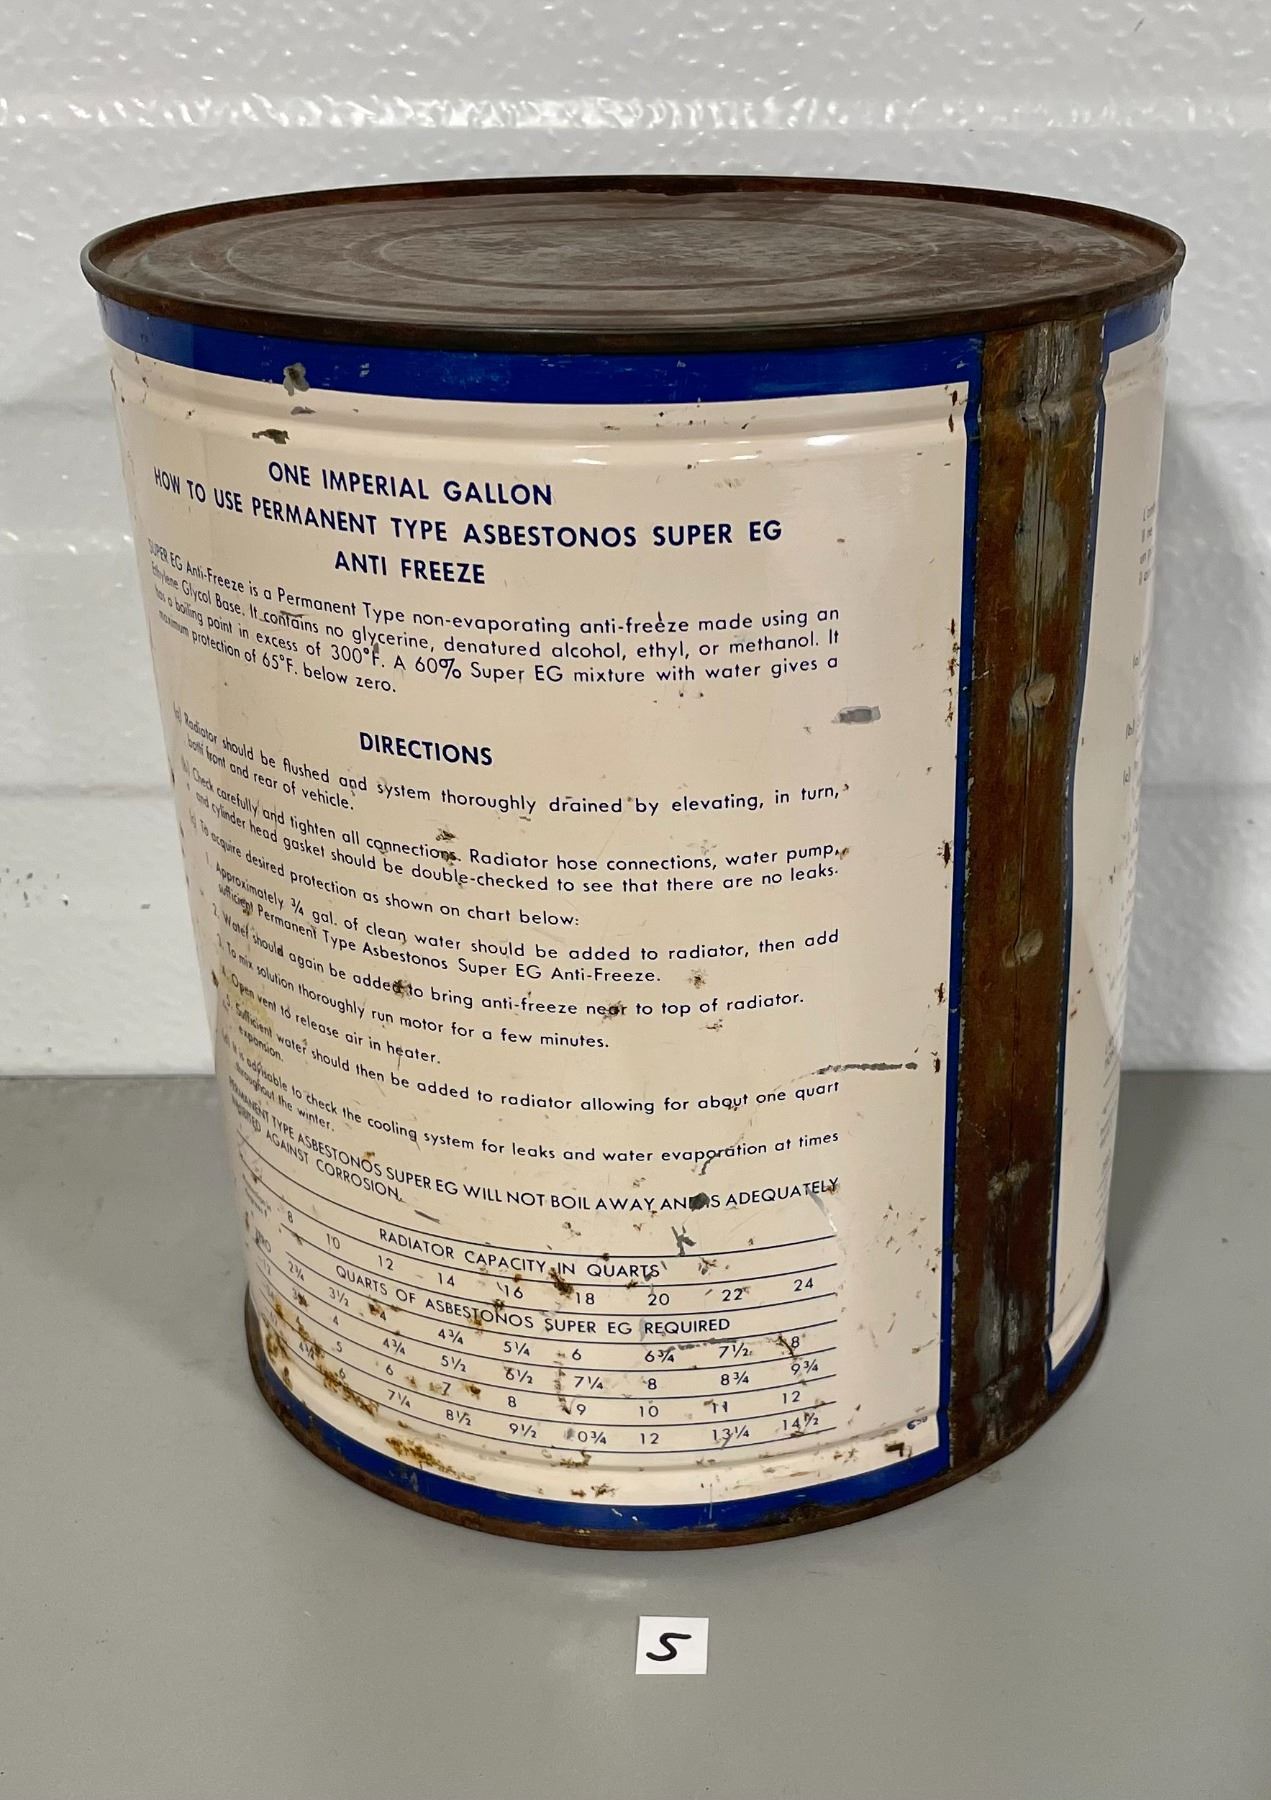 ONE IMPERIAL GALLON
HOW TO USE PERMANENT TYPE ASBESTONOS SUPER EG
ANTI FREEZE
SUPER EG Anti-Freeze is a Permanent Type non-evaporating anti-freeze made using an
Ethylene Glycol Base. It contains no glycerine, denatured alcohol, ethyl, or methanol. It
has a boiling point in excess of 300°F. A 60% Super EG mixture with water gives a
maximum protection of 65°F. below zero.
DIRECTIONS
(a) Radiator should be flushed and system thoroughly drained by elevating, in turn,
both front and rear of vehicle.
(b) Check carefully and tighten all connections. Radiator hose connections, water pump,
and cylinder head gasket should be double-checked to see that there are no leaks.
(c) To acquire desired protection as shown on chart below:
1. Approximately ¾ gal. of clean water should be added to radiator, then add
sufficient Permanent Type Asbestonos Super EG Anti-Freeze.
2. Water should again be added to bring anti-freeze near to top of radiator.
3. To mix solution thoroughly run motor for a few minutes.
4. Open vent to release air in heater.
5. Sufficient water should then be added to radiator allowing for about one quart
expansion.
(d) It is advisable to check the cooling system for leaks and water evaporation at times
throughout the winter.
PERMANENT TYPE ASBESTONOS SUPER EG WILL NOT BOIL AWAY AND IS ADEQUATELY
INHIBITED AGAINST CORROSION.
RADIATOR CAPACITY IN QUARTS
8 10 12 14 16 18 20 22 24
QUARTS OF ASBESTONOS SUPER EG REQUIRED
2¾ 3½ 4 4¾ 5¼ 6 6¾ 7½ 8
4 4¾ 5½ 6½ 7¼ 8 8¾ 9¾
5 6 7 8 9 10 11 12
4½ 6 7¼ 8½ 9½ 0¾ 12 13¼ 14½
(b)
(c)
5